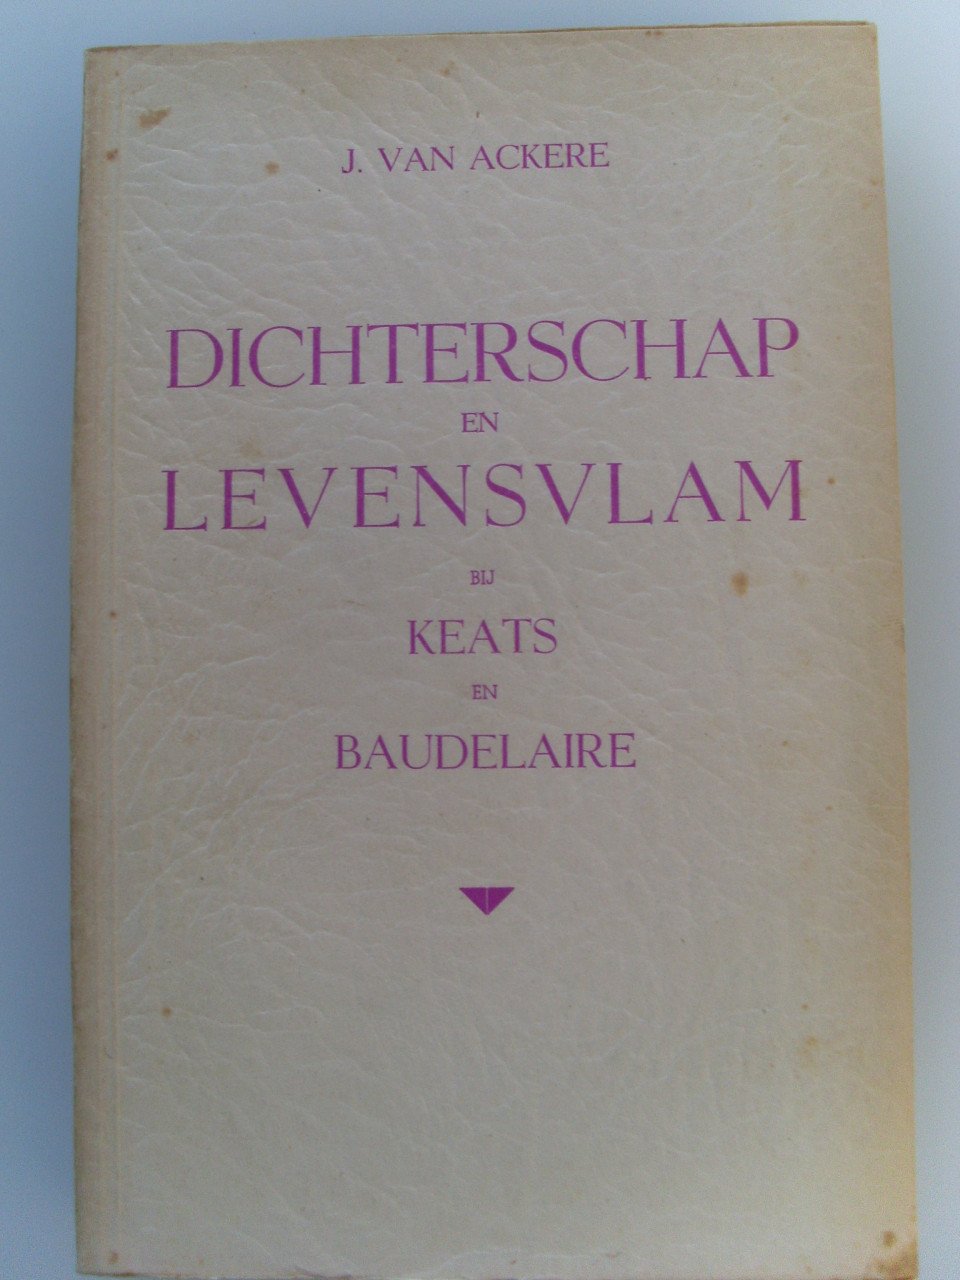 J. VAN ACKERE
DICHTERSCHAP
EN
LEVENSVLAM
BIJ
KEATS
EN
BAUDELAIRE